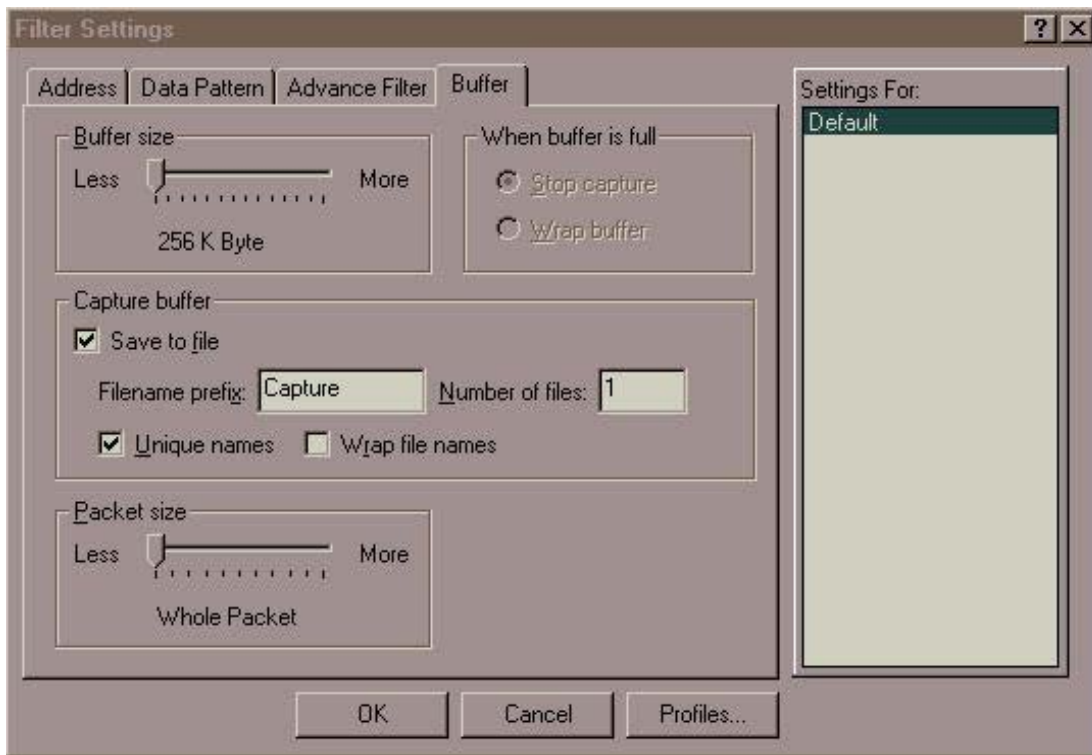 Filter Settings
Address Data Pattern Advance Filter Buffer
Settings For:
Default
Buffer size
Less More
256 K Byte
When buffer is full
Stop capture
Wrap buffer
Capture buffer
Save to file
Filename prefix: Capture Number of files: 1
Unique names Wrap file names
Packet size
Less More
Whole Packet
OK Cancel Profiles...